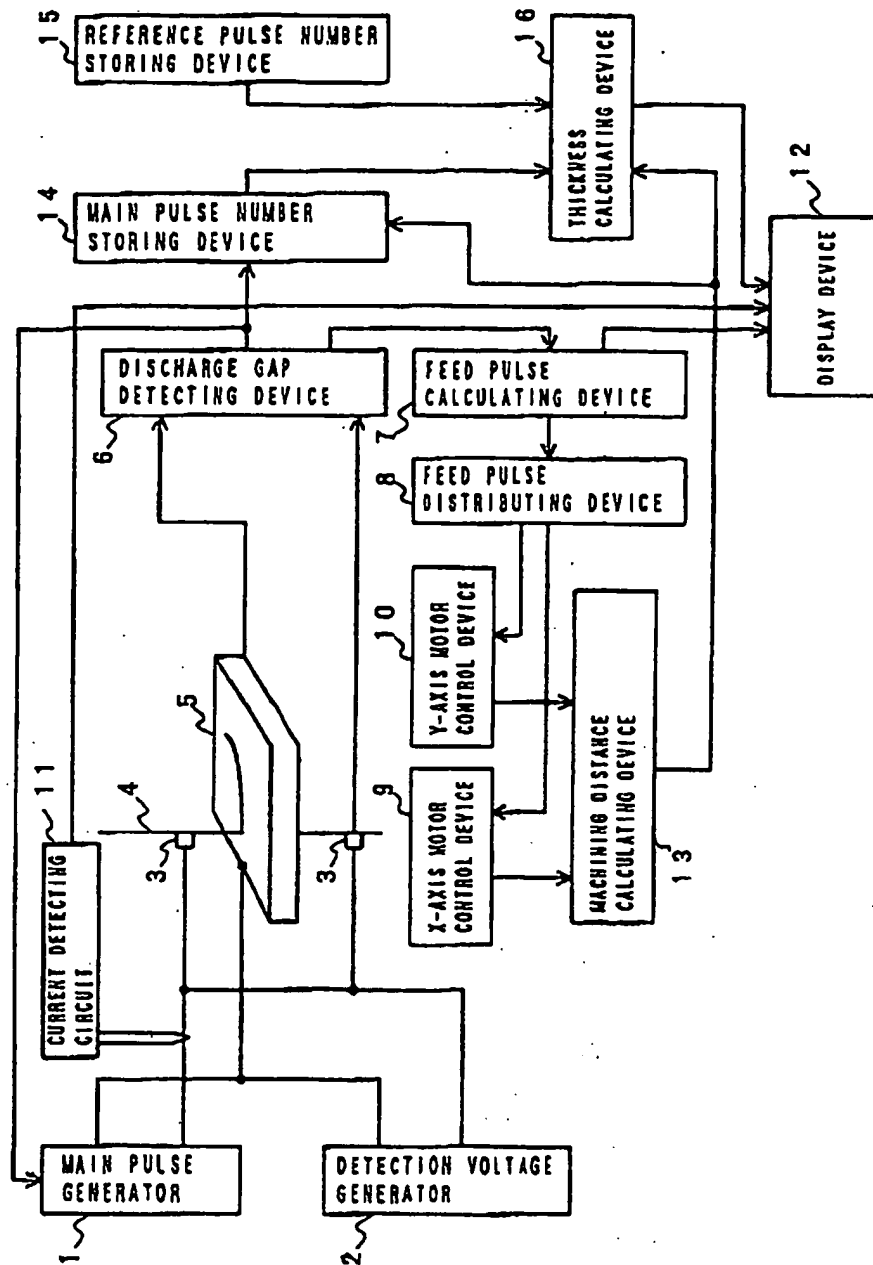 15
REFERENCE PULSE NUMBER
STORING DEVICE
14
MAIN PULSE NUMBER
STORING DEVICE
16
THICKNESS
CALCULATING DEVICE
12
DISPLAY DEVICE
6
DISCHARGE GAP
DETECTING DEVICE
7
FEED PULSE
CALCULATING DEVICE
8
FEED PULSE
DISTRIBUTING DEVICE
10
Y-AXIS MOTOR
CONTROL DEVICE
9
X-AXIS MOTOR
CONTROL DEVICE
MACHINING DISTANCE
CALCULATING DEVICE
13
11
CURRENT DETECTING
CIRCUIT
4
5
3
3
MAIN PULSE
GENERATOR
1
DETECTION VOLTAGE
GENERATOR
2